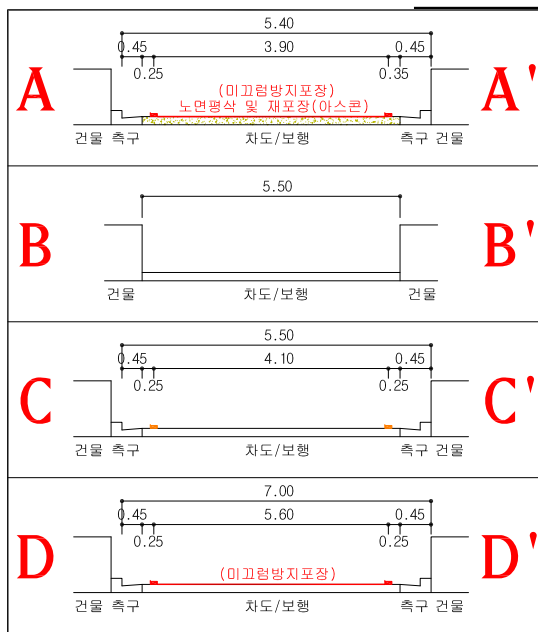 5.40
0.45 3.90 0.45
0.25 0.35
A (미끄럼방지포장) A'
노면평삭 및 재포장(아스콘)
건물 측구 차도/보행 측구 건물
5.50
B B'
건물 차도/보행 건물
5.50
0.45 4.10 0.45
0.25 0.25
C C'
건물 측구 차도/보행 측구 건물
7.00
0.45 5.60 0.45
0.25 0.25
D (미끄럼방지포장) D'
건물 측구 차도/보행 측구 건물